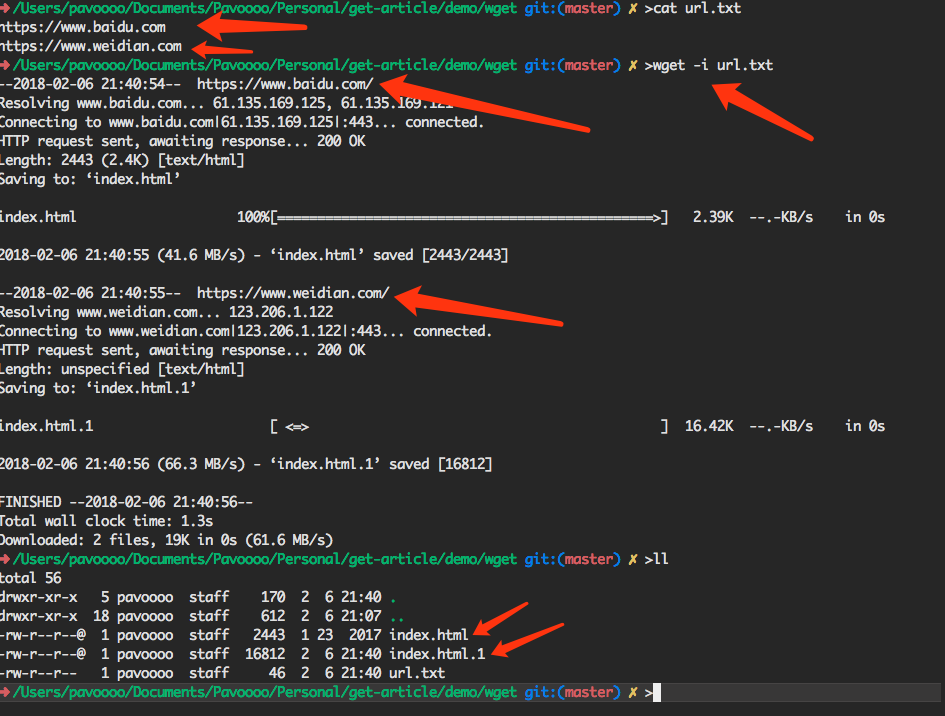 ➜ /Users/pavoooo/Documents/Pavoooo/Personal/get-article/demo/wget git:(master) ✗ >cat url.txt
https://www.baidu.com
https://www.weidian.com
➜ /Users/pavoooo/Documents/Pavoooo/Personal/get-article/demo/wget git:(master) ✗ >wget -i url.txt
--2018-02-06 21:40:54--  https://www.baidu.com/
Resolving www.baidu.com... 61.135.169.125, 61.135.169.121
Connecting to www.baidu.com|61.135.169.125|:443... connected.
HTTP request sent, awaiting response... 200 OK
Length: 2443 (2.4K) [text/html]
Saving to: ‘index.html’
index.html 100%[===============================================>] 2.39K --.-KB/s in 0s
2018-02-06 21:40:55 (41.6 MB/s) - ‘index.html’ saved [2443/2443]
--2018-02-06 21:40:55--  https://www.weidian.com/
Resolving www.weidian.com... 123.206.1.122
Connecting to www.weidian.com|123.206.1.122|:443... connected.
HTTP request sent, awaiting response... 200 OK
Length: unspecified [text/html]
Saving to: ‘index.html.1’
index.html.1 [ <=> ] 16.42K --.-KB/s in 0s
2018-02-06 21:40:56 (66.3 MB/s) - ‘index.html.1’ saved [16812]
FINISHED --2018-02-06 21:40:56--
Total wall clock time: 1.3s
Downloaded: 2 files, 19K in 0s (61.6 MB/s)
➜ /Users/pavoooo/Documents/Pavoooo/Personal/get-article/demo/wget git:(master) ✗ >ll
total 56
drwxr-xr-x 5 pavoooo staff 170 2 6 21:40 .
drwxr-xr-x 18 pavoooo staff 612 2 6 21:07 ..
-rw-r--r--@ 1 pavoooo staff 2443 1 23 2017 index.html
-rw-r--r--@ 1 pavoooo staff 16812 2 6 21:40 index.html.1
-rw-r--r-- 1 pavoooo staff 46 2 6 21:40 url.txt
➜ /Users/pavoooo/Documents/Pavoooo/Personal/get-article/demo/wget git:(master) ✗ >